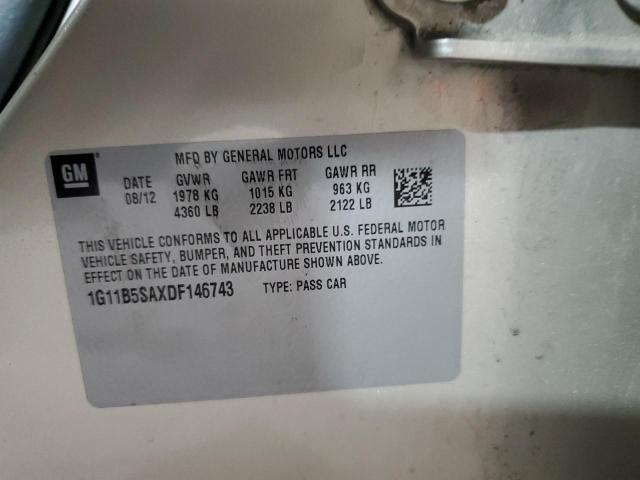 GM
MFD BY GENERAL MOTORS LLC
DATE GVWR GAWR FRT GAWR RR
08/12 1978 KG 1015 KG 963 KG
4360 LB 2238 LB 2122 LB
THIS VEHICLE CONFORMS TO ALL APPLICABLE U.S. FEDERAL MOTOR
VEHICLE SAFETY, BUMPER, AND THEFT PREVENTION STANDARDS IN
EFFECT ON THE DATE OF MANUFACTURE SHOWN ABOVE.
1G11B5SAXDF146743 TYPE: PASS CAR